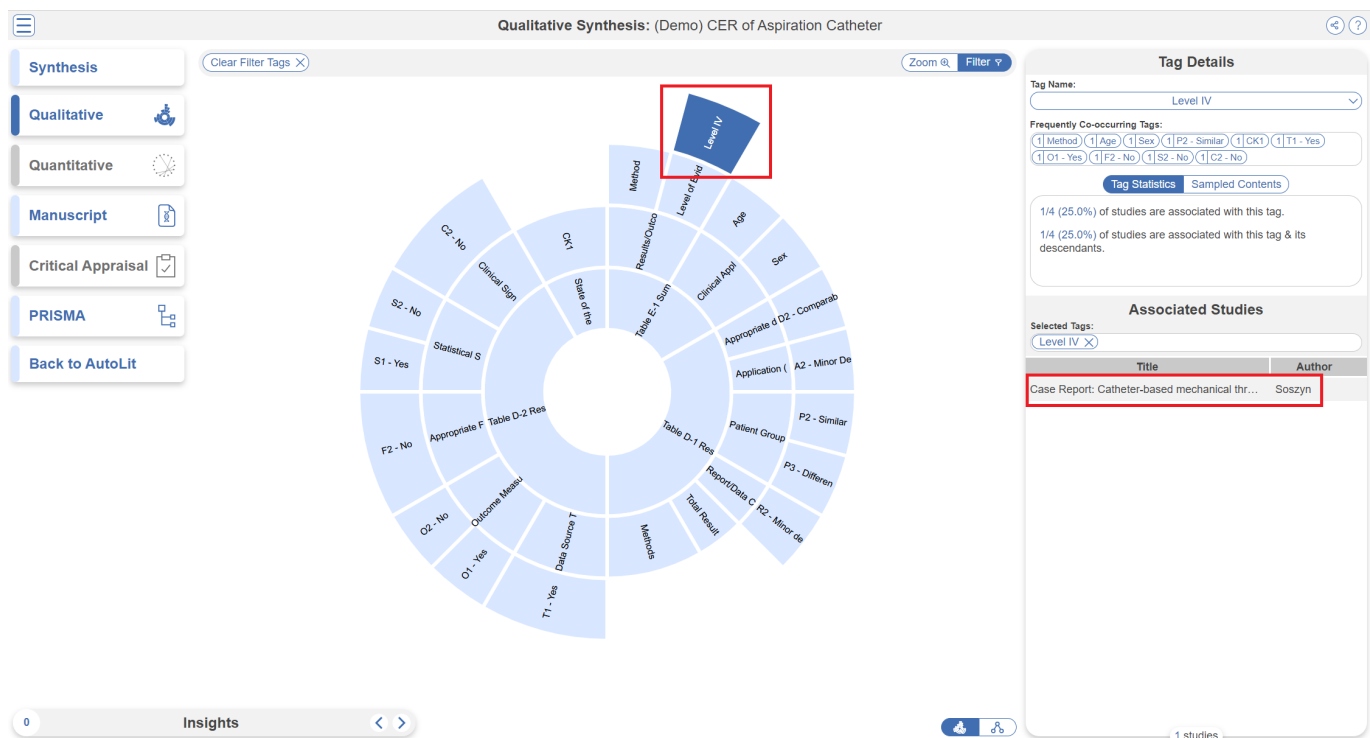 Qualitative Synthesis: (Demo) CER of Aspiration Catheter
?
Synthesis
Qualitative
Quantitative
Manuscript
Critical Appraisal
PRISMA
Back to AutoLit
Clear Filter Tags
Zoom
Filter
Level IV
Method
Level of Evid
Age
Sex
D2 - Comparab
A2 - Minor De
P2 - Similar
P3 - Differen
R2 - Minor de
T1 - Yes
O1 - Yes
O2 - No
F2 - No
S1 - Yes
S2 - No
C2 - No
CK1
Results/Outco
Clinical Appl
Appropriate d
Application (
Patient Group
Report/Data C
Total Result
Methods
Data Source T
Outcome Measu
Appropriate F
Statistical S
Clinical Sign
State of the
Table E-1 Sum
Table D-1 Res
Table D-2 Res
0
Insights
Tag Details
Tag Name:
Level IV
Frequently Co-occurring Tags:
1 Method 1 Age 1 Sex 1 P2 - Similar 1 CK1 1 T1 - Yes
1 O1 - Yes 1 F2 - No 1 S2 - No 1 C2 - No
Tag Statistics Sampled Contents
1/4 (25.0%) of studies are associated with this tag.
1/4 (25.0%) of studies are associated with this tag & its
descendants.
Associated Studies
Selected Tags:
Level IV
Title Author
Case Report: Catheter-based mechanical thr… Soszyn
1 studies